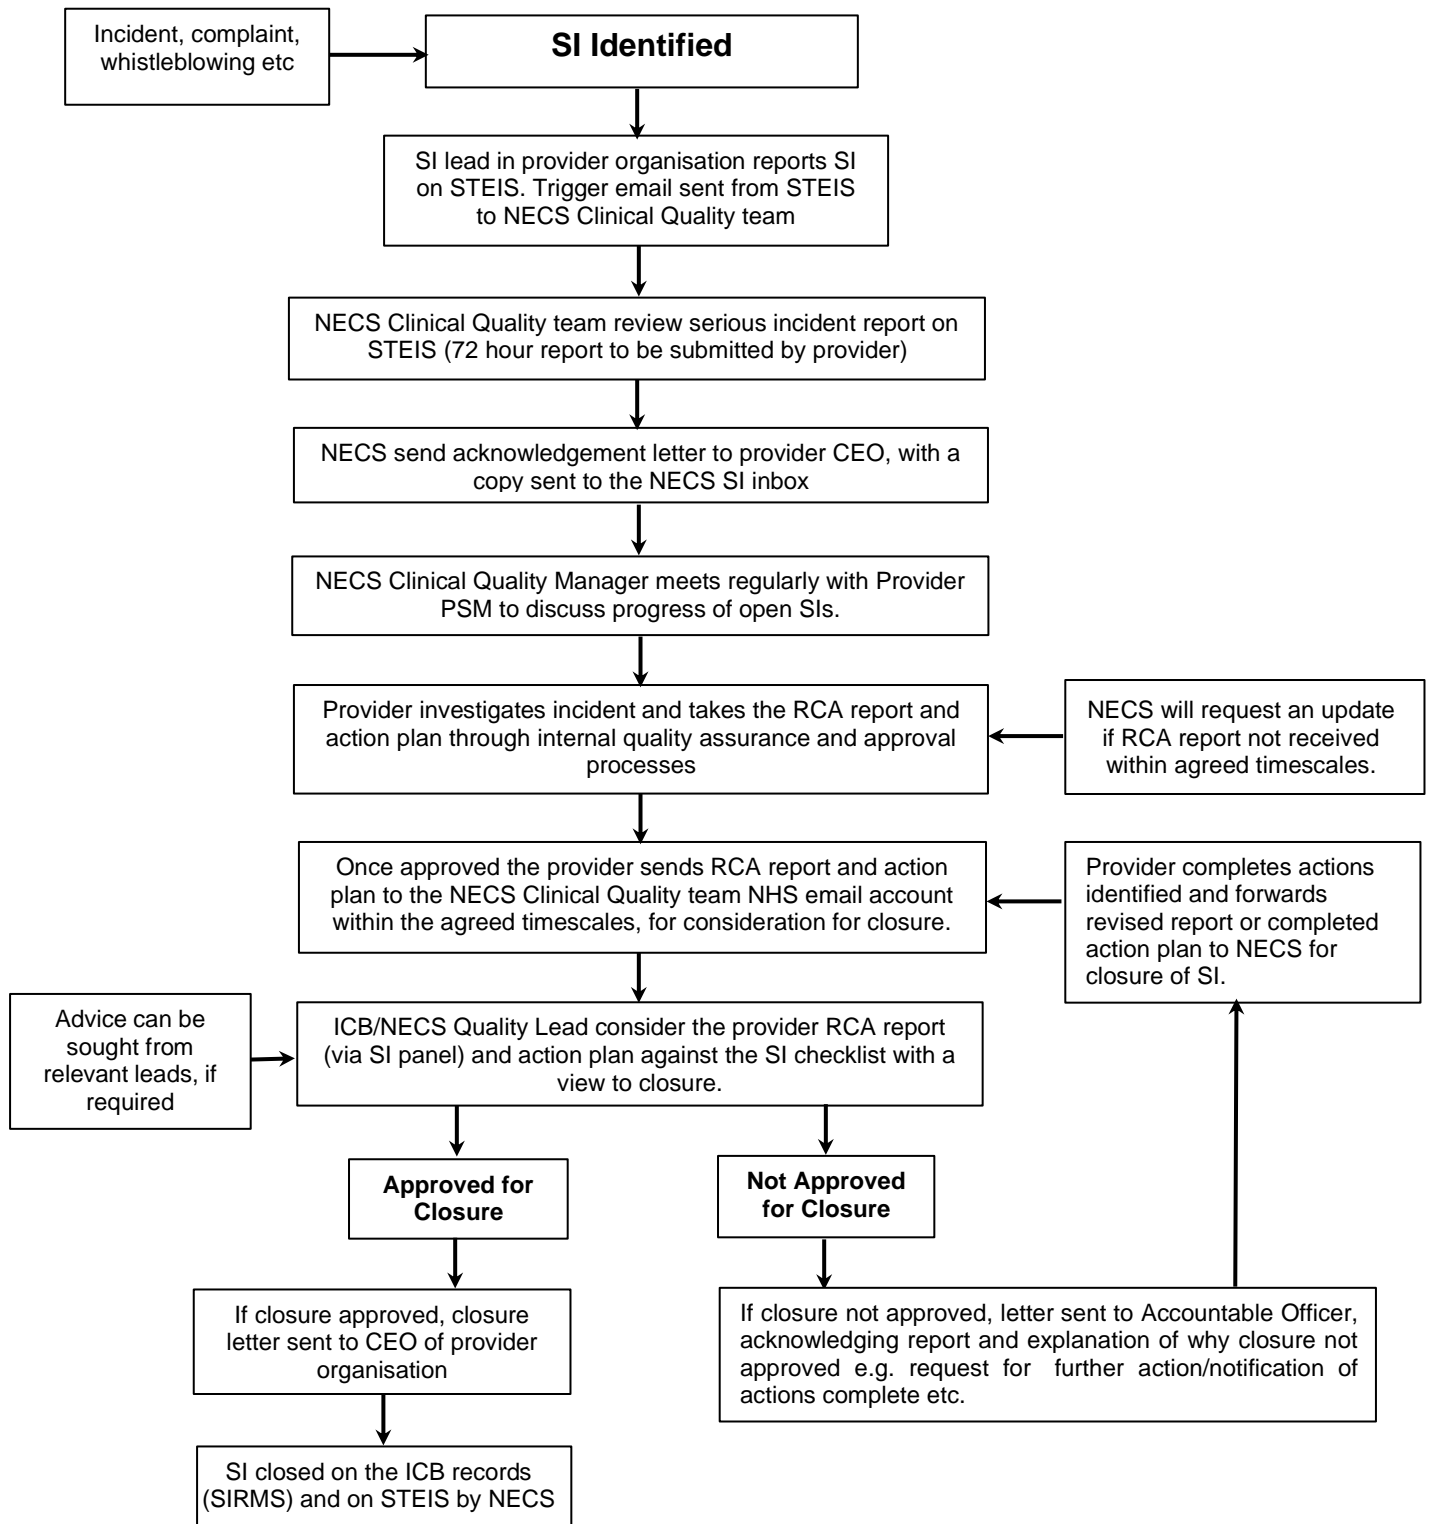 Incident, complaint,
whistleblowing etc
SI Identified
SI lead in provider organisation reports SI
on STEIS. Trigger email sent from STEIS
to NECS Clinical Quality team
NECS Clinical Quality team review serious incident report on
STEIS (72 hour report to be submitted by provider)
NECS send acknowledgement letter to provider CEO, with a
copy sent to the NECS SI inbox
NECS Clinical Quality Manager meets regularly with Provider
PSM to discuss progress of open SIs.
Provider investigates incident and takes the RCA report and
action plan through internal quality assurance and approval
processes
NECS will request an update
if RCA report not received
within agreed timescales.
Once approved the provider sends RCA report and action
plan to the NECS Clinical Quality team NHS email account
within the agreed timescales, for consideration for closure.
Provider completes actions
identified and forwards
revised report or completed
action plan to NECS for
closure of SI.
Advice can be
sought from
relevant leads, if
required
ICB/NECS Quality Lead consider the provider RCA report
(via SI panel) and action plan against the SI checklist with a
view to closure.
Approved for
Closure
Not Approved
for Closure
If closure approved, closure
letter sent to CEO of provider
organisation
If closure not approved, letter sent to Accountable Officer,
acknowledging report and explanation of why closure not
approved e.g. request for further action/notification of
actions complete etc.
SI closed on the ICB records
(SIRMS) and on STEIS by NECS